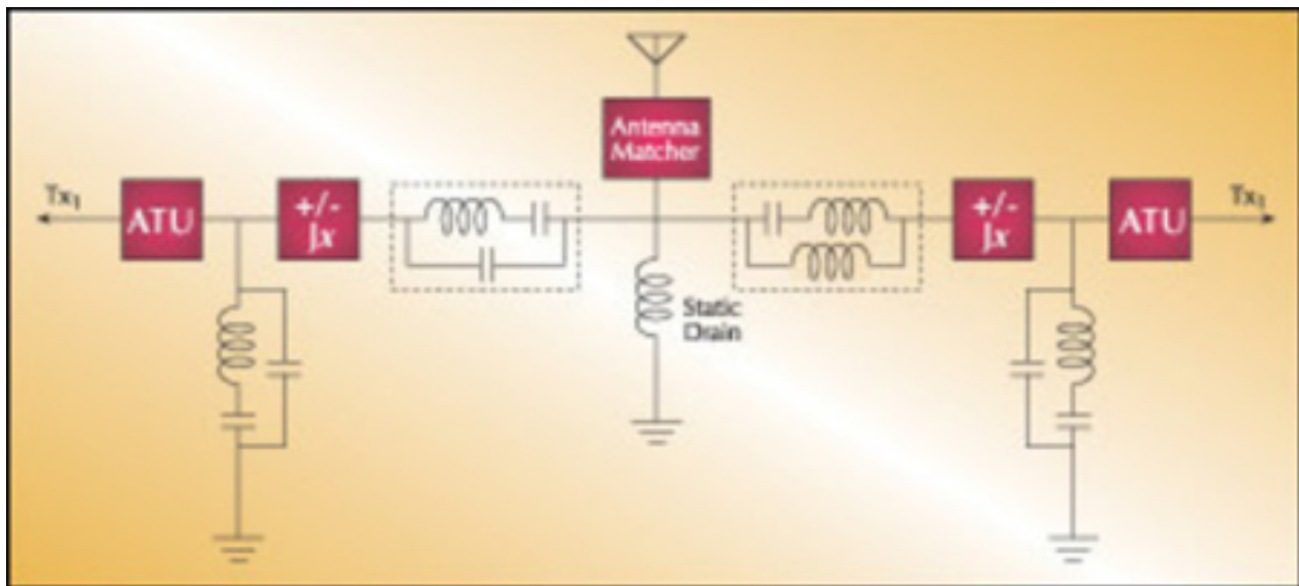 Antenna
Matcher
Tx₁
ATU
+/-
Jx
+/-
Jx
ATU
Tx₁
Static
Drain